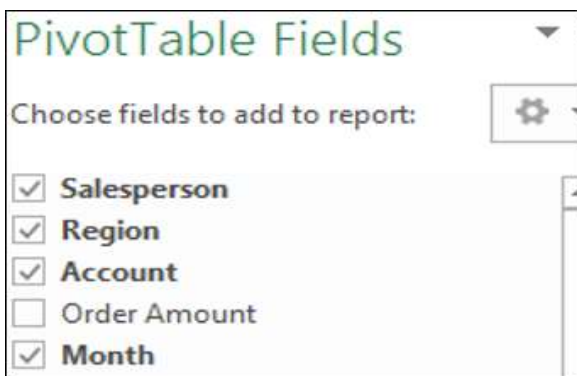 PivotTable Fields
Choose fields to add to report:
Salesperson
Region
Account
Order Amount
Month